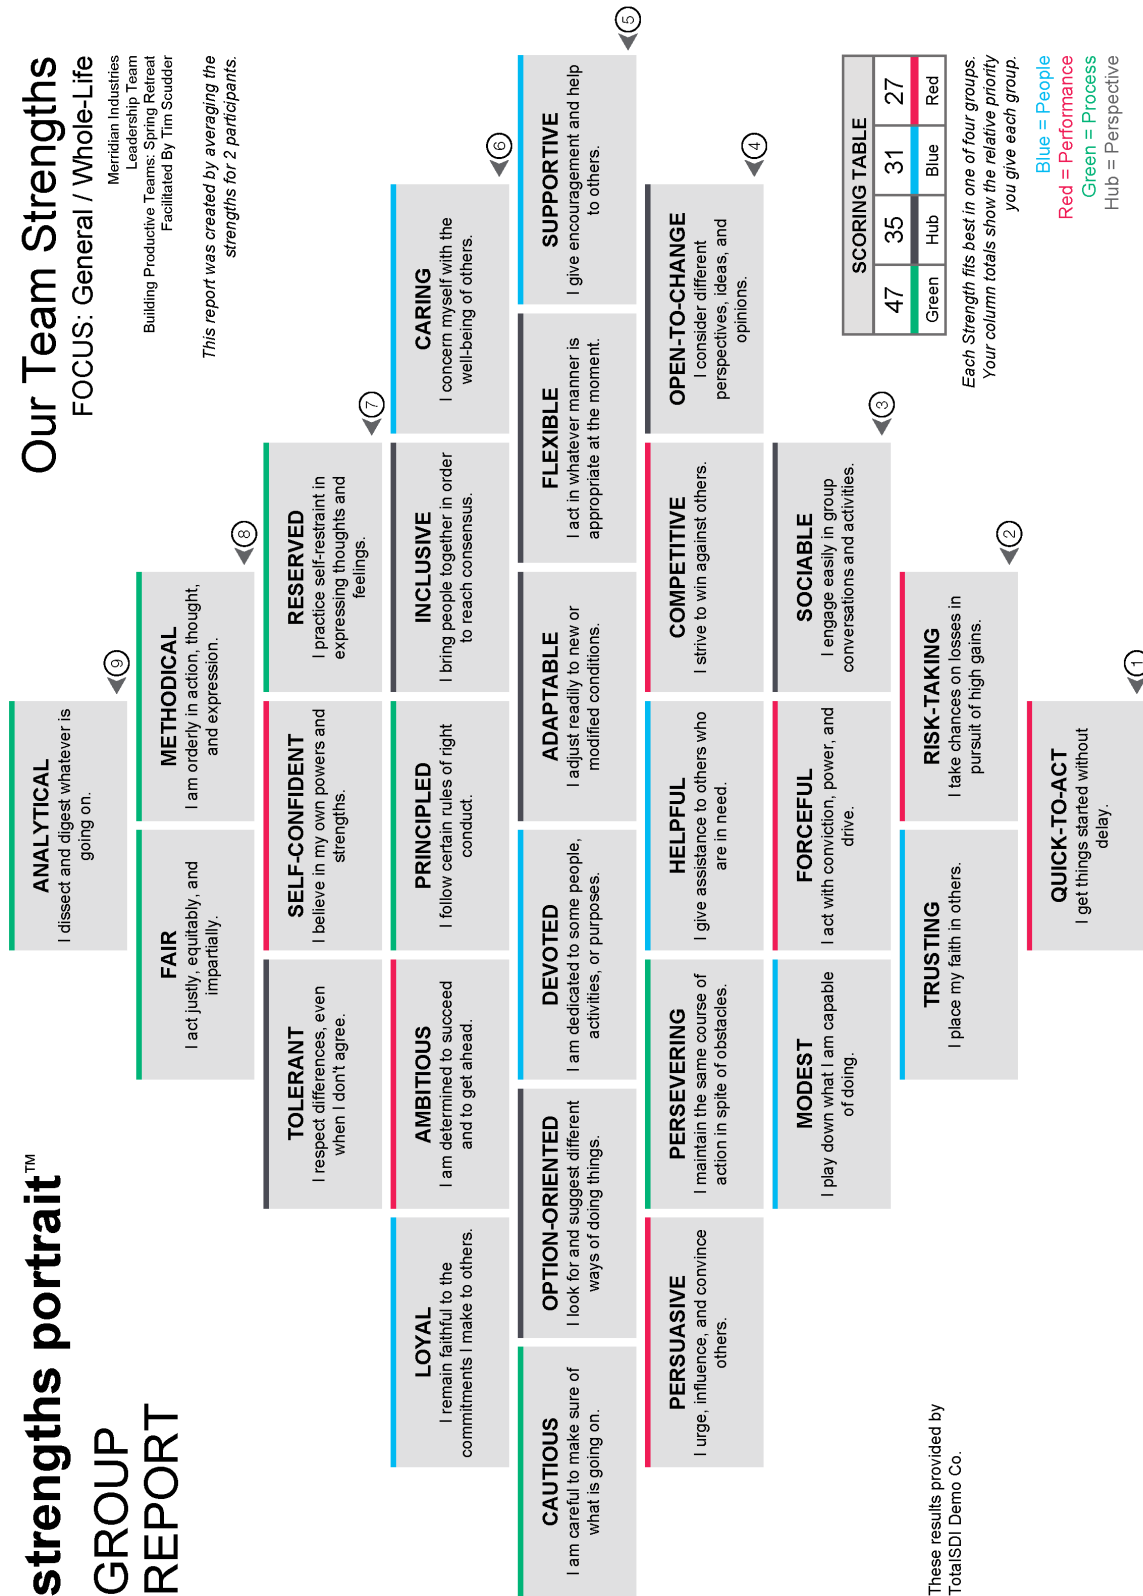 strengths portrait™
GROUP
REPORT
Our Team Strengths
FOCUS: General / Whole-Life
Merridian Industries
Leadership Team
Building Productive Teams: Spring Retreat
Facilitated By Tim Scudder
This report was created by averaging the
strengths for 2 participants.
ANALYTICAL
I dissect and digest whatever is
going on.
9
FAIR
I act justly, equitably, and
impartially.
METHODICAL
I am orderly in action, thought,
and expression.
8
TOLERANT
I respect differences, even
when I don't agree.
SELF-CONFIDENT
I believe in my own powers and
strengths.
RESERVED
I practice self-restraint in
expressing thoughts and
feelings.
7
LOYAL
I remain faithful to the
commitments I make to others.
AMBITIOUS
I am determined to succeed
and to get ahead.
PRINCIPLED
I follow certain rules of right
conduct.
INCLUSIVE
I bring people together in order
to reach consensus.
CARING
I concern myself with the
well-being of others.
6
CAUTIOUS
I am careful to make sure of
what is going on.
OPTION-ORIENTED
I look for and suggest different
ways of doing things.
DEVOTED
I am dedicated to some people,
activities, or purposes.
ADAPTABLE
I adjust readily to new or
modified conditions.
FLEXIBLE
I act in whatever manner is
appropriate at the moment.
SUPPORTIVE
I give encouragement and help
to others.
5
PERSUASIVE
I urge, influence, and convince
others.
PERSEVERING
I maintain the same course of
action in spite of obstacles.
HELPFUL
I give assistance to others who
are in need.
COMPETITIVE
I strive to win against others.
OPEN-TO-CHANGE
I consider different
perspectives, ideas, and
opinions.
4
MODEST
I play down what I am capable
of doing.
FORCEFUL
I act with conviction, power, and
drive.
SOCIABLE
I engage easily in group
conversations and activities.
3
TRUSTING
I place my faith in others.
RISK-TAKING
I take chances on losses in
pursuit of high gains.
2
QUICK-TO-ACT
I get things started without
delay.
1
SCORING TABLE
47 35 31 27
Green Hub Blue Red
Each Strength fits best in one of four groups.
Your column totals show the relative priority
you give each group.
Blue = People
Red = Performance
Green = Process
Hub = Perspective
These results provided by
TotalSDI Demo Co.